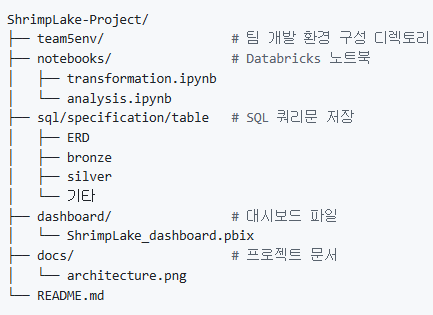 ShrimpLake-Project/
├── team5env/                # 팀 개발 환경 구성 디렉토리
├── notebooks/               # Databricks 노트북
│   ├── transformation.ipynb
│   └── analysis.ipynb
├── sql/specification/table   # SQL 쿼리문 저장
│   ├── ERD
│   ├── bronze
│   ├── silver
│   └── 기타
├── dashboard/               # 대시보드 파일
│   └── ShrimpLake_dashboard.pbix
├── docs/                    # 프로젝트 문서
│   └── architecture.png
└── README.md